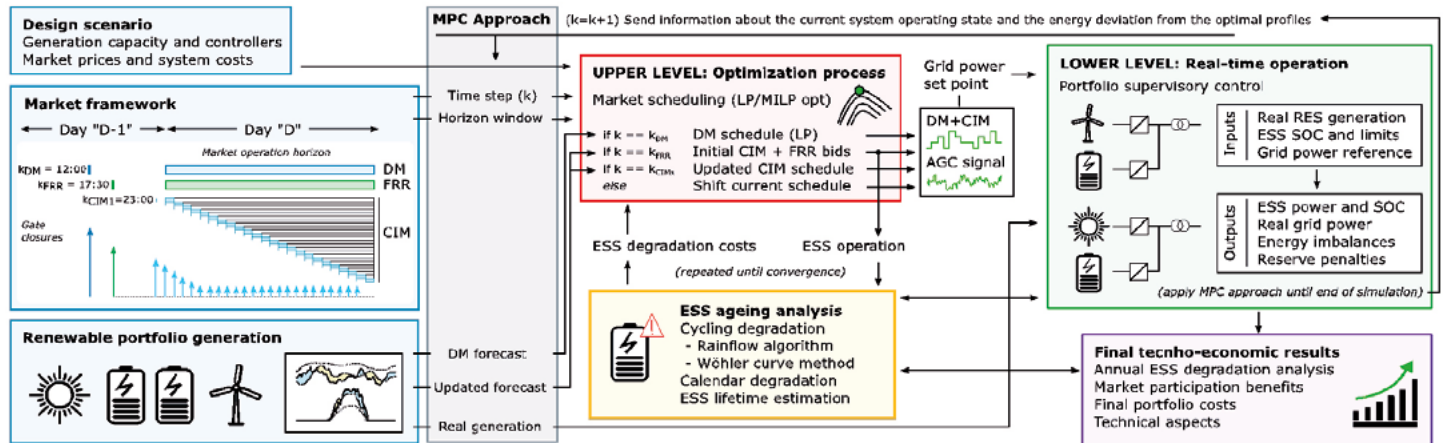 Design scenario
Generation capacity and controllers
Market prices and system costs
MPC Approach
(k=k+1) Send information about the current system operating state and the energy deviation from the optimal profiles
Market framework
Day "D-1"
Day "D"
Market operation horizon
kDM = 12:00
DM
kFRR = 17:30
FRR
kCIM1=23:00
CIM
Gate
closures
Time step (k)
Horizon window
UPPER LEVEL: Optimization process
Market scheduling (LP/MILP opt)
if k == kDM DM schedule (LP)
if k == kFRR Initial CIM + FRR bids
if k == kCIMx Updated CIM schedule
else Shift current schedule
Grid power
set point
DM+CIM
AGC signal
LOWER LEVEL: Real-time operation
Portfolio supervisory control
Inputs
Real RES generation
ESS SOC and limits
Grid power reference
Outputs
ESS power and SOC
Real grid power
Energy imbalances
Reserve penalties
(apply MPC approach until end of simulation)
ESS degradation costs
ESS operation
(repeated until convergence)
Renewable portfolio generation
DM forecast
Updated forecast
Real generation
ESS ageing analysis
Cycling degradation
- Rainflow algorithm
- Wöhler curve method
Calendar degradation
ESS lifetime estimation
Final tecnho-economic results
Annual ESS degradation analysis
Market participation benefits
Final portfolio costs
Technical aspects